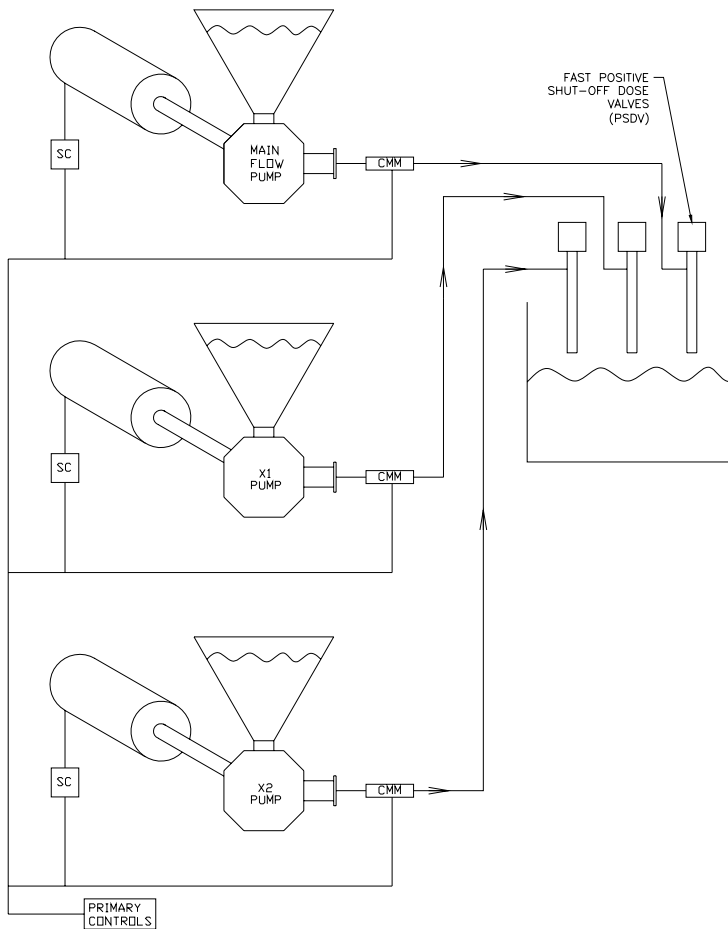 FAST POSITIVE
SHUT-OFF DOSE
VALVES
(PSDV)
SC
MAIN
FLOW
PUMP
CMM
SC
X1
PUMP
CMM
SC
X2
PUMP
CMM
PRIMARY
CONTROLS